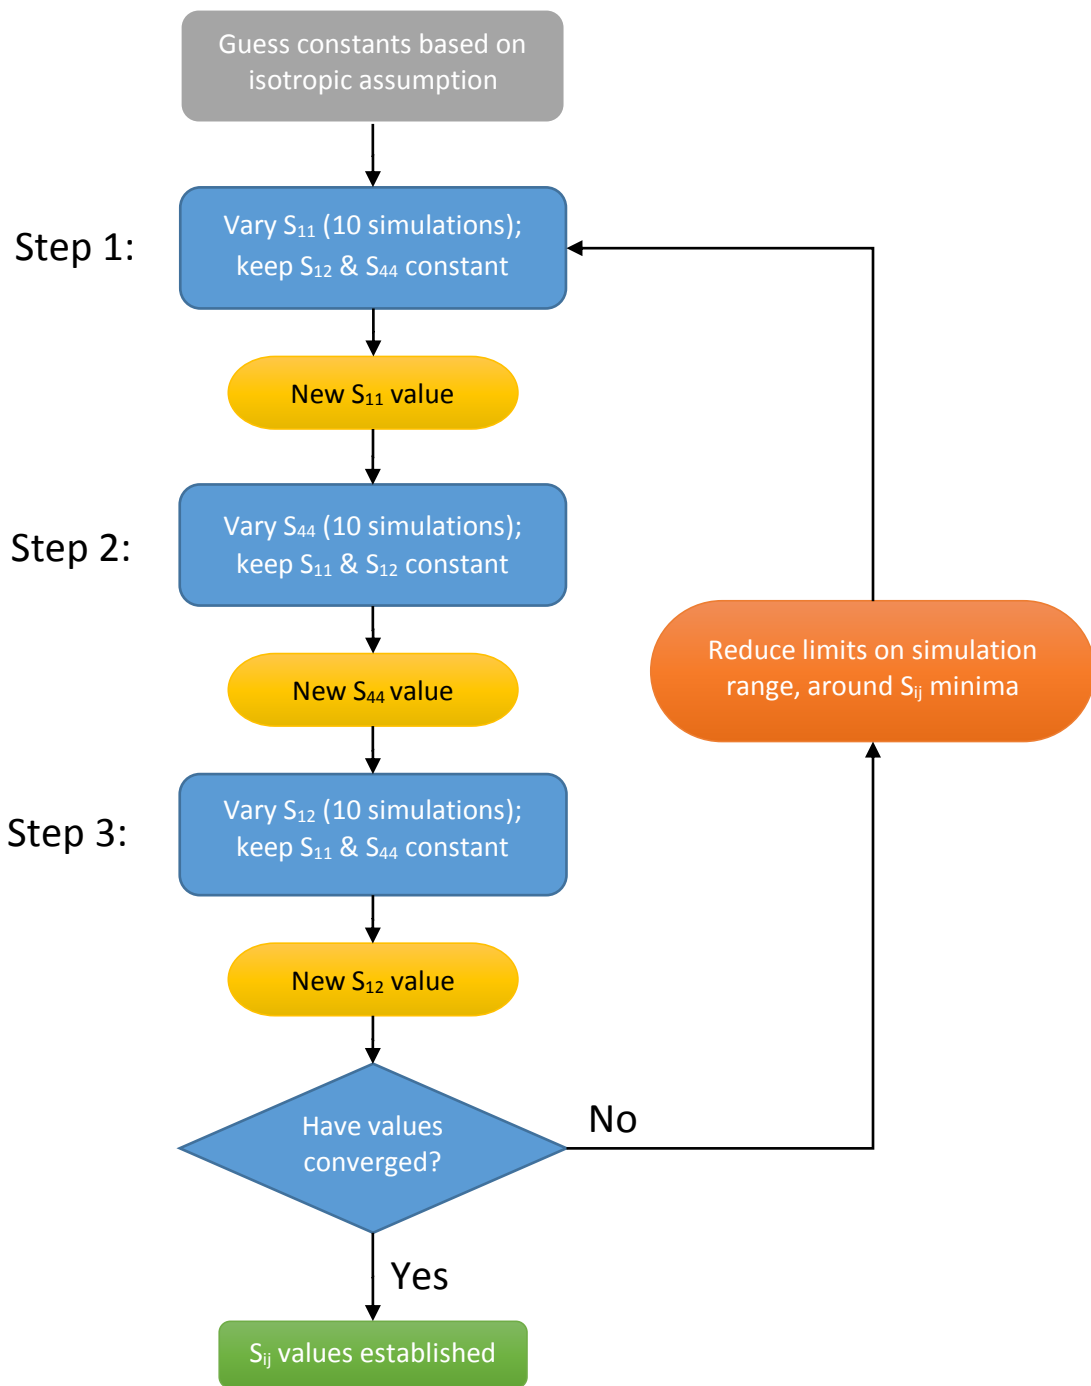 Guess constants based on
isotropic assumption
Step 1:
Vary S₁₁ (10 simulations);
keep S₁₂ & S₄₄ constant
New S₁₁ value
Step 2:
Vary S₄₄ (10 simulations);
keep S₁₁ & S₁₂ constant
New S₄₄ value
Reduce limits on simulation
range, around Sᵢⱼ minima
Step 3:
Vary S₁₂ (10 simulations);
keep S₁₁ & S₄₄ constant
New S₁₂ value
Have values
converged?
No
Yes
Sᵢⱼ values established